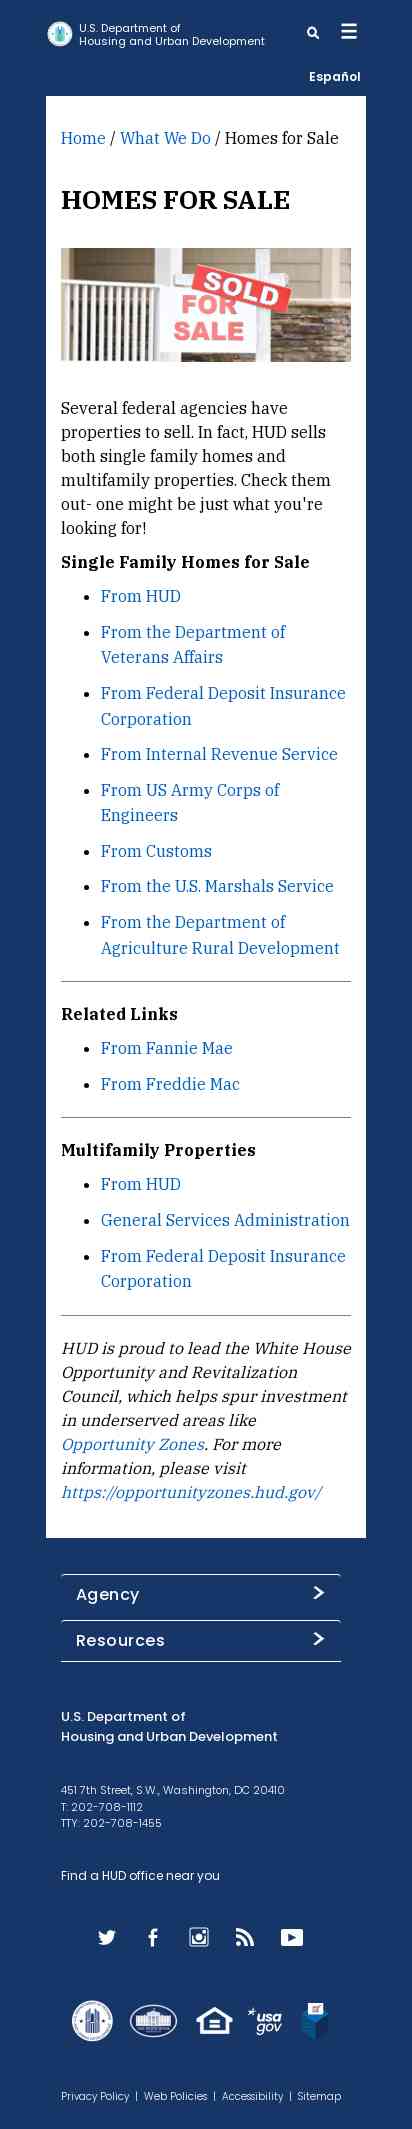 U.S. Department of
Housing and Urban Development
Español
Home / What We Do / Homes for Sale
HOMES FOR SALE
SOLD
FOR
SALE
Several federal agencies have
properties to sell. In fact, HUD sells
both single family homes and
multifamily properties. Check them
out- one might be just what you're
looking for!
Single Family Homes for Sale
From HUD
From the Department of
Veterans Affairs
From Federal Deposit Insurance
Corporation
From Internal Revenue Service
From US Army Corps of
Engineers
From Customs
From the U.S. Marshals Service
From the Department of
Agriculture Rural Development
Related Links
From Fannie Mae
From Freddie Mac
Multifamily Properties
From HUD
General Services Administration
From Federal Deposit Insurance
Corporation
HUD is proud to lead the White House
Opportunity and Revitalization
Council, which helps spur investment
in underserved areas like
Opportunity Zones. For more
information, please visit
https://opportunityzones.hud.gov/
Agency
Resources
U.S. Department of
Housing and Urban Development
451 7th Street, S.W., Washington, DC 20410
T: 202-708-1112
TTY: 202-708-1455
Find a HUD office near you
usa
gov
Privacy Policy | Web Policies | Accessibility | Sitemap